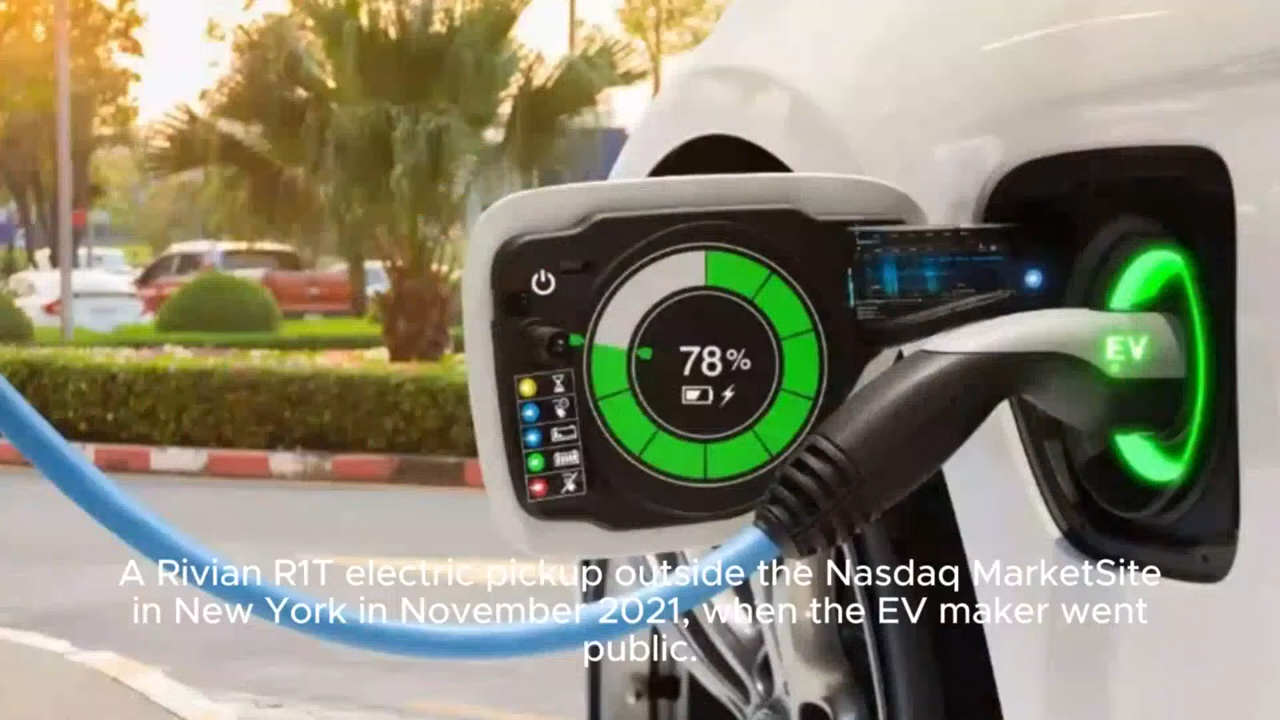 78%
EV
A Rivian R1T electric pickup outside the Nasdaq MarketSite
in New York in November 2021, when the EV maker went
public.